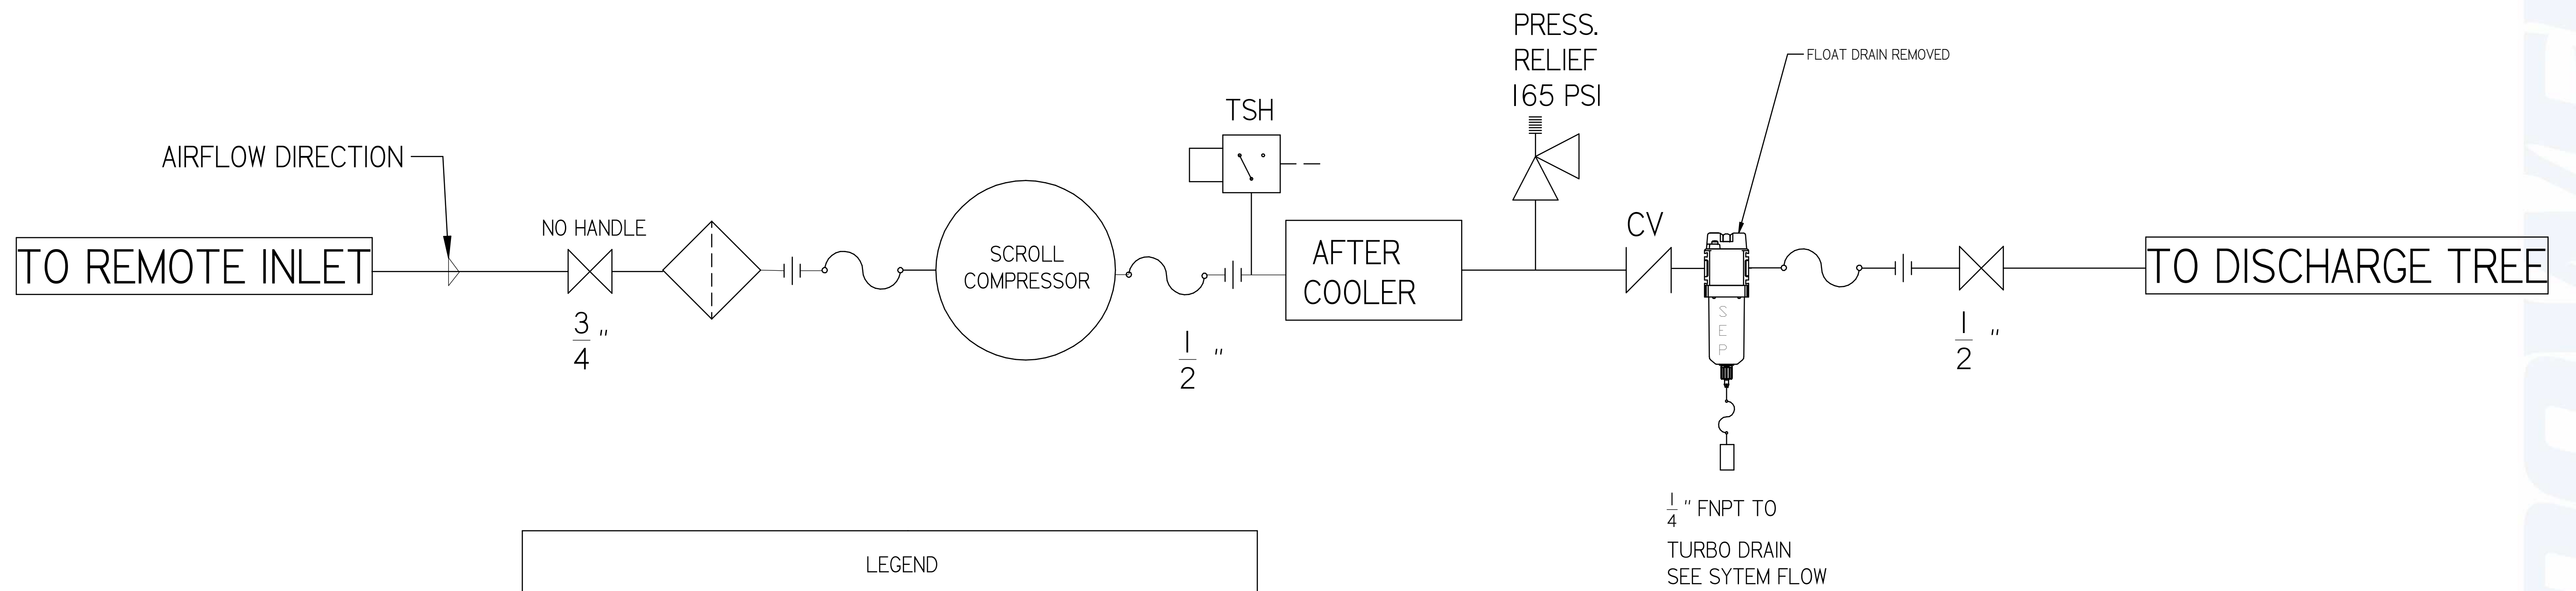 PRESS.
RELIEF
165 PSI
FLOAT DRAIN REMOVED
TSH
AIRFLOW DIRECTION
NO HANDLE
CV
TO REMOTE INLET
SCROLL
COMPRESSOR
AFTER
COOLER
TO DISCHARGE TREE
S
E
P
3/4 "
1/2 "
1/2 "
1/4 " FNPT TO
TURBO DRAIN
SEE SYTEM FLOW
LEGEND